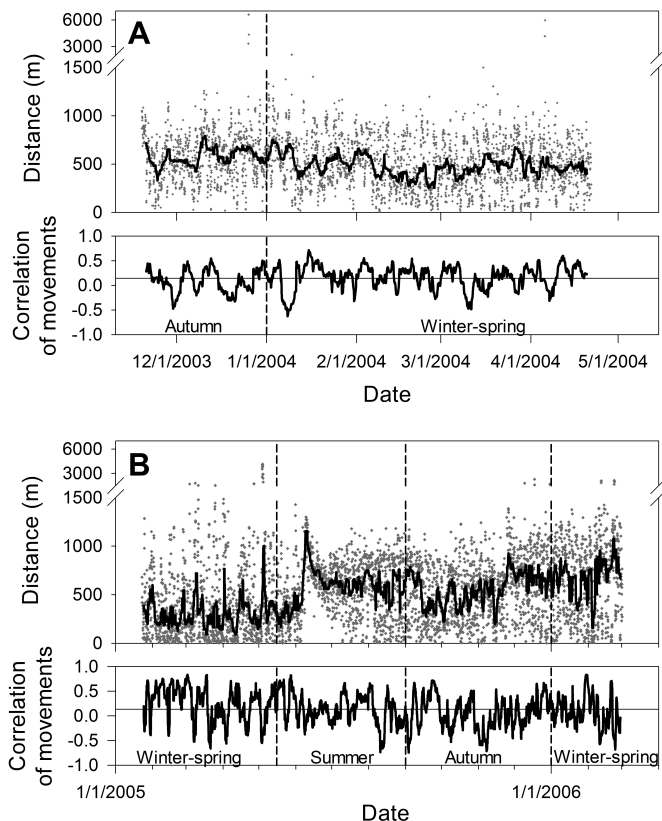 A
6000
3000
1500
1000
500
0
Distance (m)
1.0
0.5
0.0
-0.5
-1.0
Correlation
of movements
Autumn
Winter-spring
12/1/2003
1/1/2004
2/1/2004
3/1/2004
4/1/2004
5/1/2004
Date
B
6000
3000
1500
1000
500
0
Distance (m)
1.0
0.5
0.0
-0.5
-1.0
Correlation
of movements
Winter-spring
Summer
Autumn
Winter-spring
1/1/2005
1/1/2006
Date